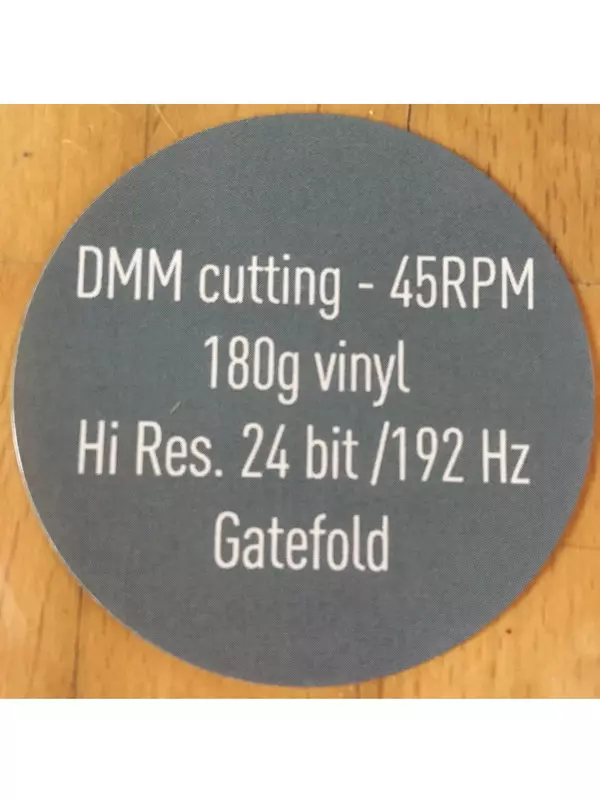 DMM cutting - 45RPM
180g vinyl
Hi Res. 24 bit /192 Hz
Gatefold